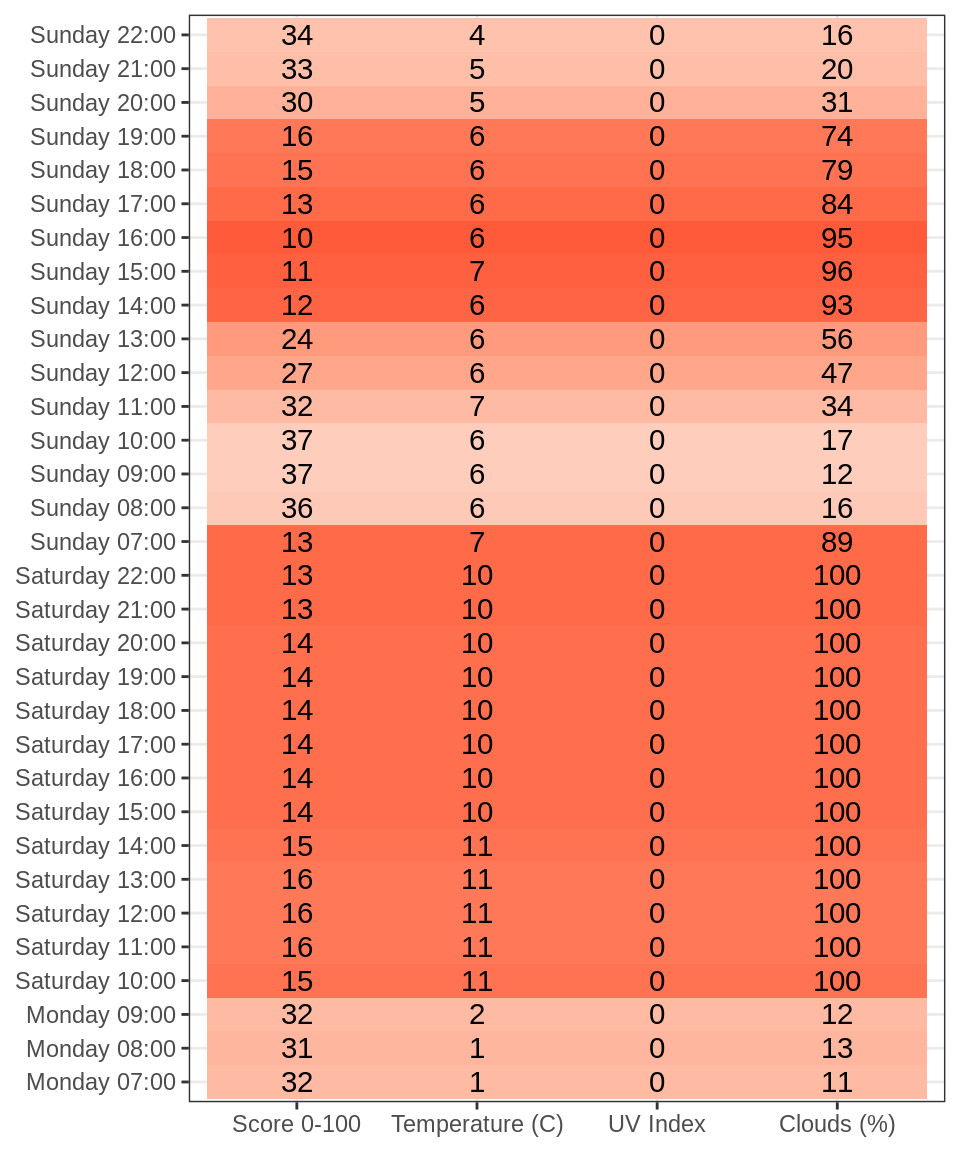 Sunday 22:00 34 4 0 16
Sunday 21:00 33 5 0 20
Sunday 20:00 30 5 0 31
Sunday 19:00 16 6 0 74
Sunday 18:00 15 6 0 79
Sunday 17:00 13 6 0 84
Sunday 16:00 10 6 0 95
Sunday 15:00 11 7 0 96
Sunday 14:00 12 6 0 93
Sunday 13:00 24 6 0 56
Sunday 12:00 27 6 0 47
Sunday 11:00 32 7 0 34
Sunday 10:00 37 6 0 17
Sunday 09:00 37 6 0 12
Sunday 08:00 36 6 0 16
Sunday 07:00 13 7 0 89
Saturday 22:00 13 10 0 100
Saturday 21:00 13 10 0 100
Saturday 20:00 14 10 0 100
Saturday 19:00 14 10 0 100
Saturday 18:00 14 10 0 100
Saturday 17:00 14 10 0 100
Saturday 16:00 14 10 0 100
Saturday 15:00 14 10 0 100
Saturday 14:00 15 11 0 100
Saturday 13:00 16 11 0 100
Saturday 12:00 16 11 0 100
Saturday 11:00 16 11 0 100
Saturday 10:00 15 11 0 100
Monday 09:00 32 2 0 12
Monday 08:00 31 1 0 13
Monday 07:00 32 1 0 11
Score 0-100 Temperature (C) UV Index Clouds (%)